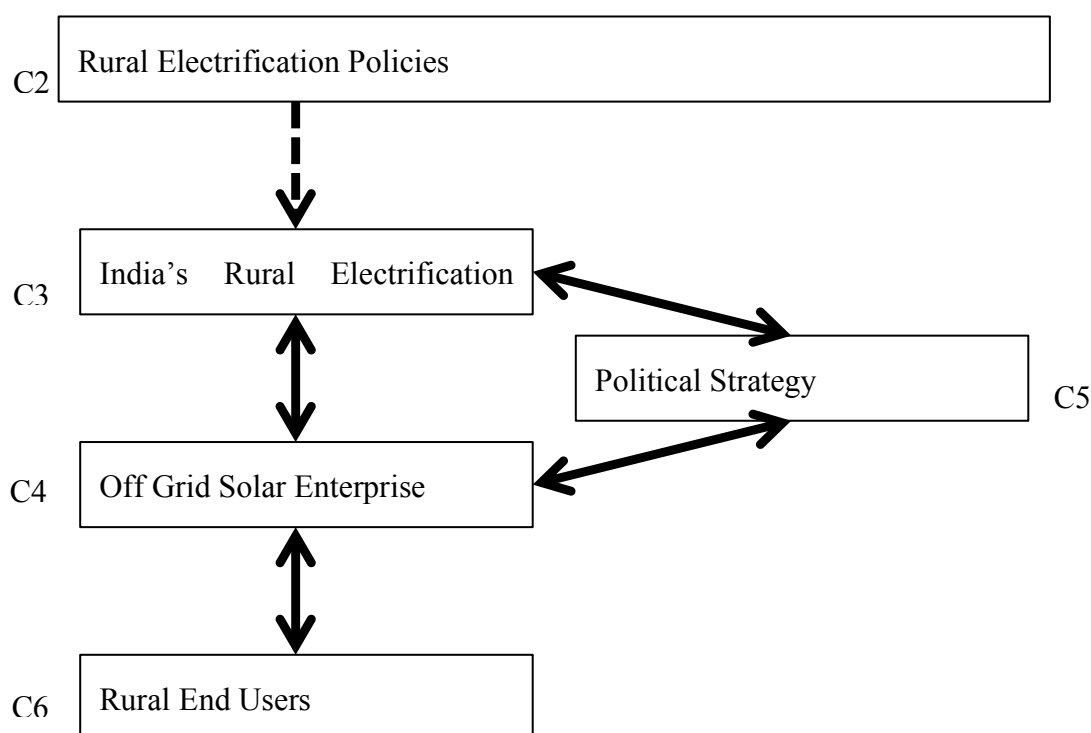 Rural Electrification Policies
C2
India’s Rural Electrification
C3
Political Strategy
C5
Off Grid Solar Enterprise
C4
Rural End Users
C6